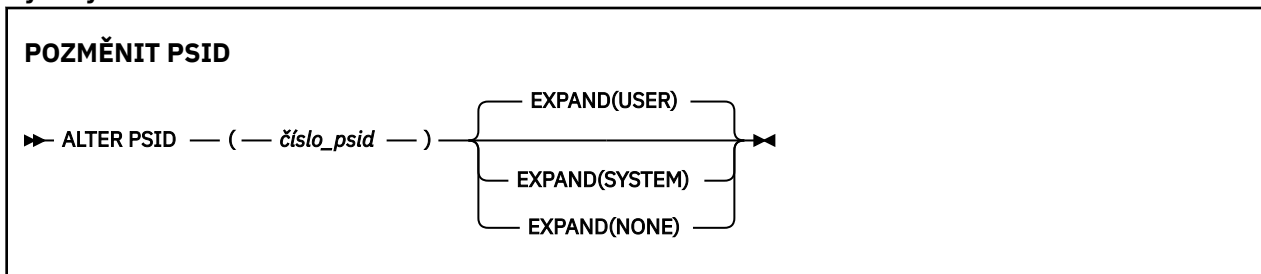 POZMĚNIT PSID
EXPAND(USER)
ALTER PSID ( číslo_psid )
EXPAND(SYSTEM)
EXPAND(NONE)